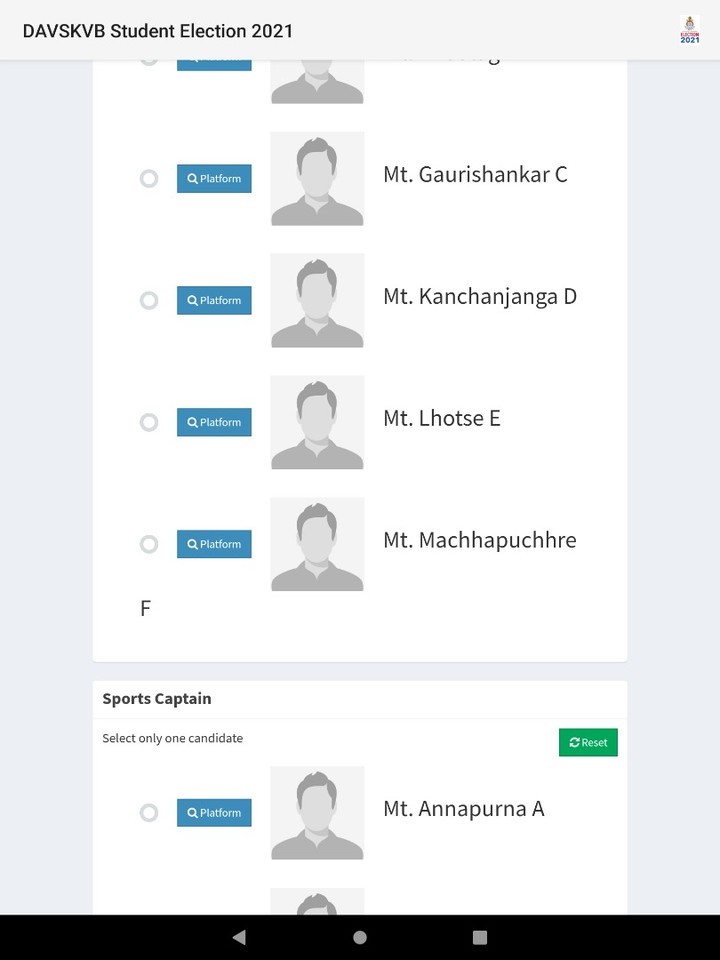 DAVSKVB Student Election 2021
ELECTION
2021
Platform Mt. Gaurishankar C
Platform Mt. Kanchanjanga D
Platform Mt. Lhotse E
Platform Mt. Machhapuchhre
F
Sports Captain
Select only one candidate Reset
Platform Mt. Annapurna A